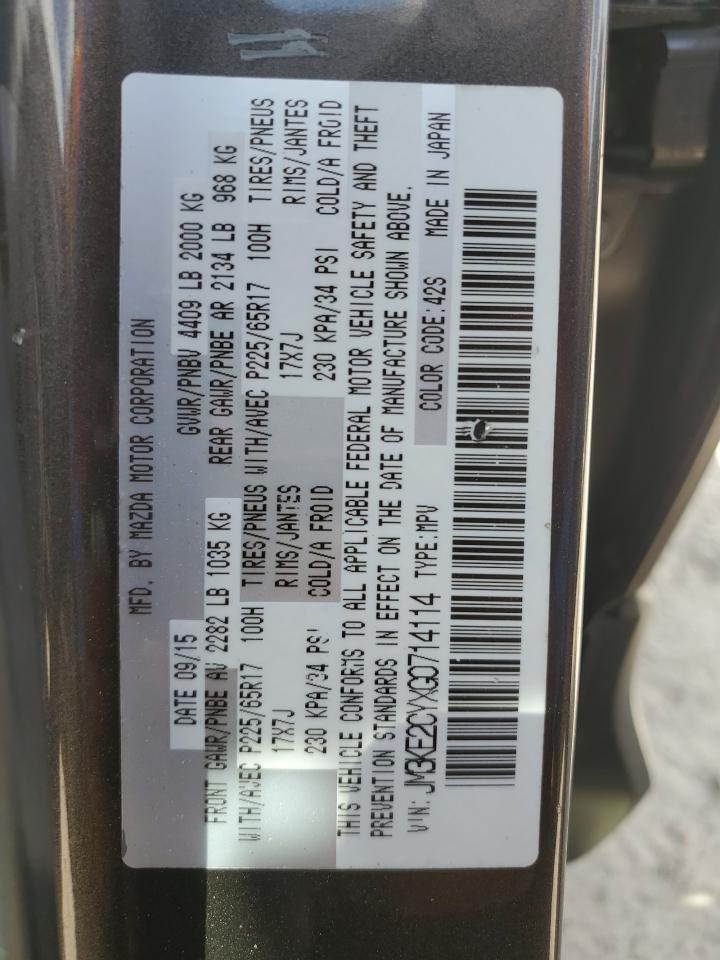 MFD. BY MAZDA MOTOR CORPORATION
DATE 09/15 GVWR/PNBV 4409 LB 2000 KG
FRONT GAWR/PNBE AV 2282 LB 1035 KG REAR GAWR/PNBE AR 2134 LB 968 KG
WITH/AVEC P225/65R17 100H TIRES/PNEUS WITH/AVEC P225/65R17 100H TIRES/PNEUS
17X7J RIMS/JANTES 17X7J RIMS/JANTES
230 KPA/34 PSI COLD/A FROID 230 KPA/34 PSI COLD/A FROID
THIS VEHICLE CONFORMS TO ALL APPLICABLE FEDERAL MOTOR VEHICLE SAFETY AND THEFT
PREVENTION STANDARDS IN EFFECT ON THE DATE OF MANUFACTURE SHOWN ABOVE.
VIN: JM3KE2CYXG0714114 TYPE:MPV COLOR CODE:42S MADE IN JAPAN